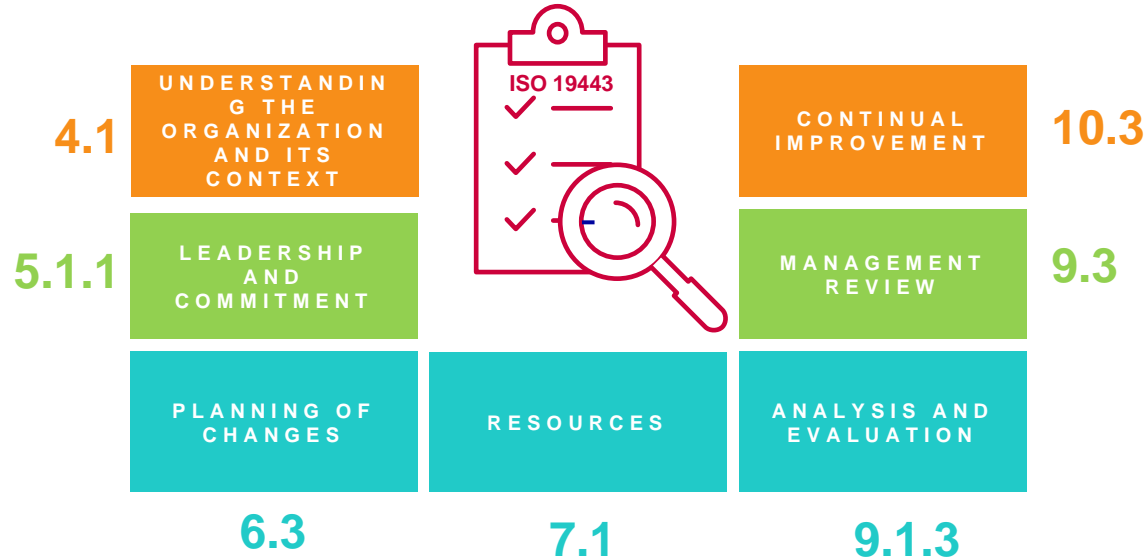 ISO 19443
4.1
UNDERSTANDIN
G THE
ORGANIZATION
AND ITS
CONTEXT
CONTINUAL
IMPROVEMENT
10.3
5.1.1
LEADERSHIP
AND
COMMITMENT
MANAGEMENT
REVIEW
9.3
PLANNING OF
CHANGES
RESOURCES
ANALYSIS AND
EVALUATION
6.3
7.1
9.1.3